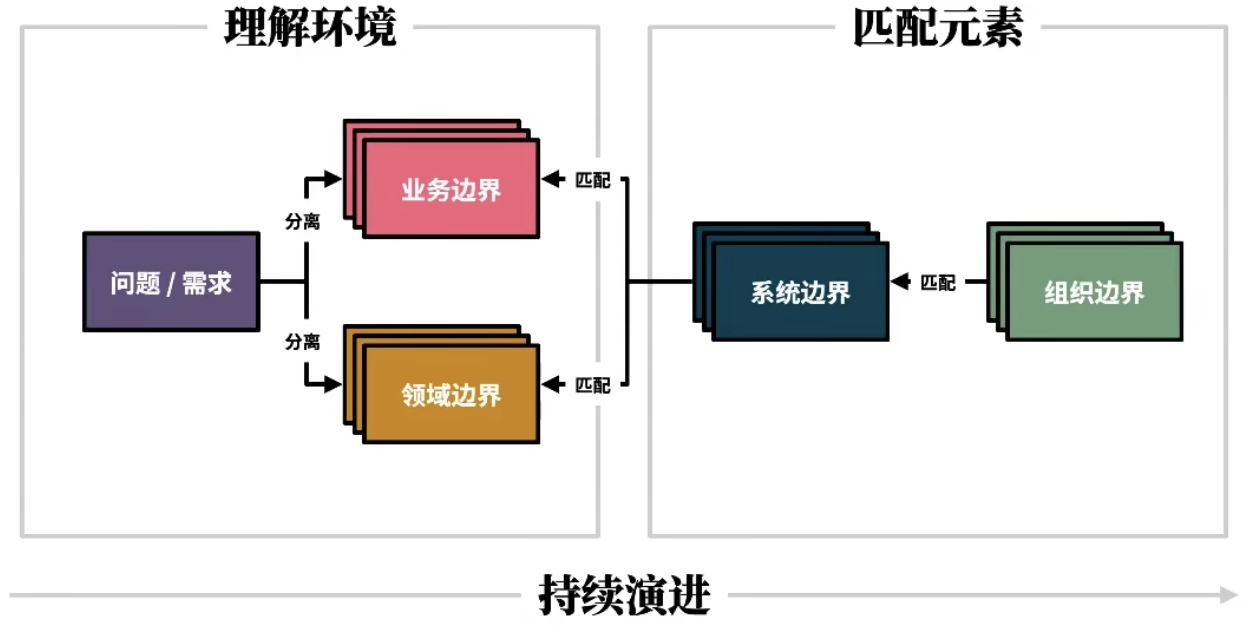 理解环境
匹配元素
业务边界
匹配
分离
问题 / 需求
系统边界
匹配
组织边界
分离
领域边界
匹配
持续演进